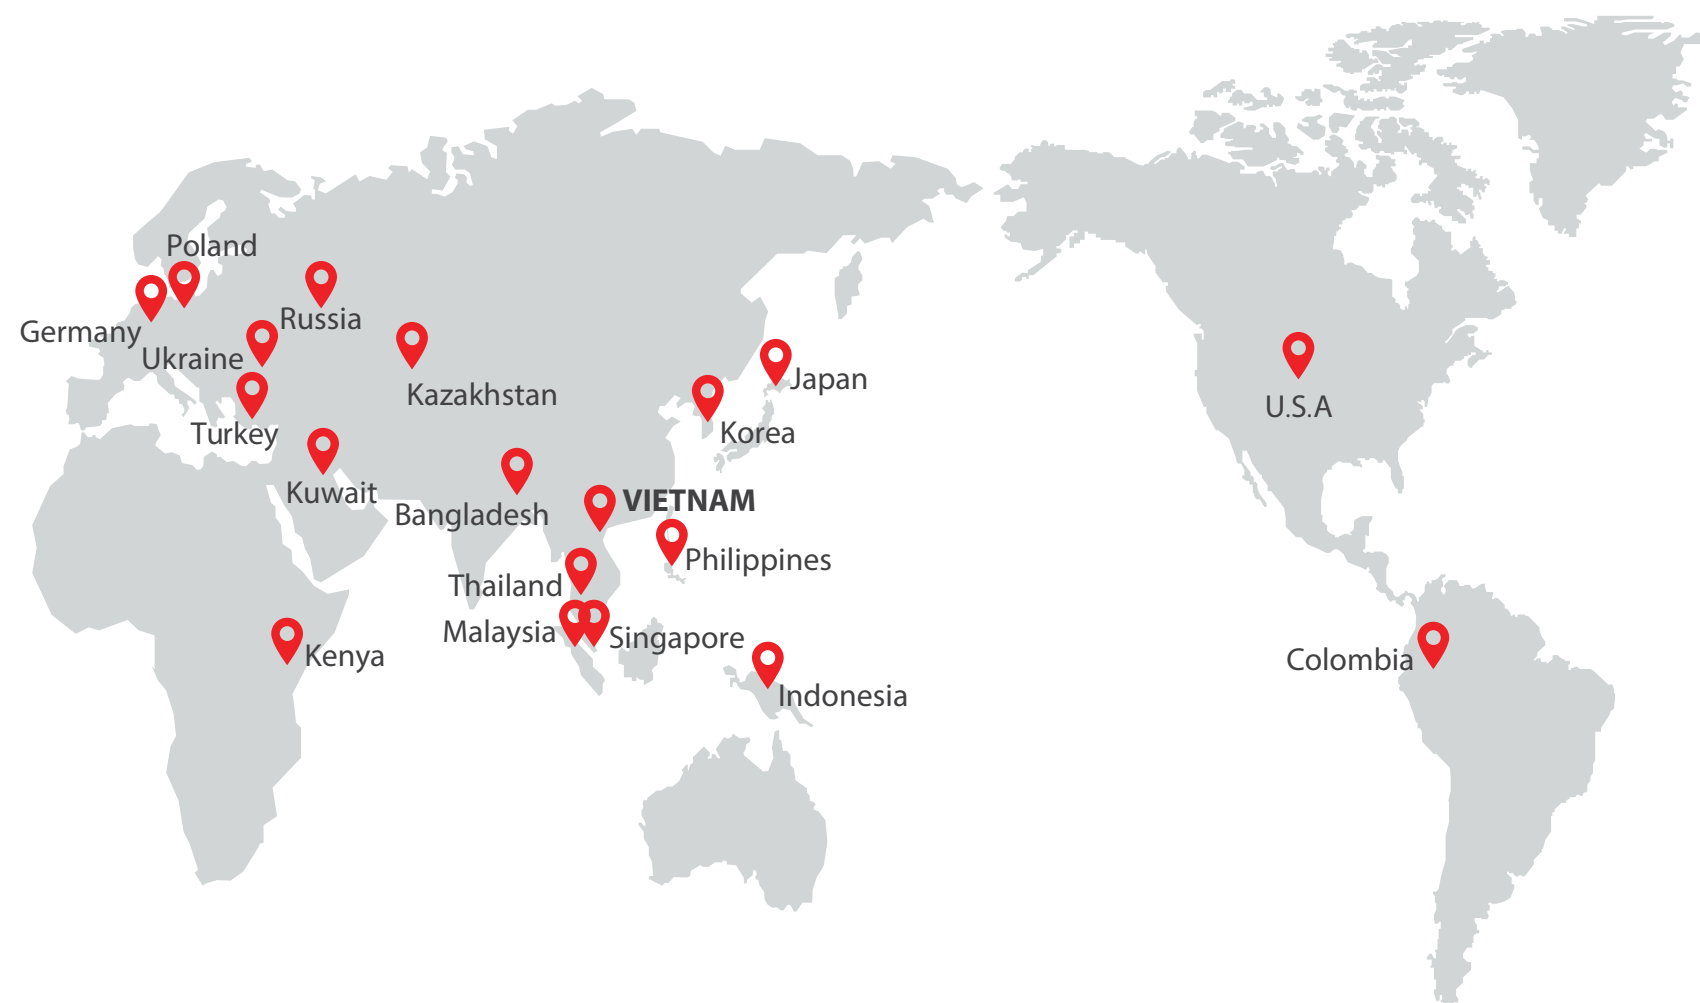 Poland
Germany
Russia
Ukraine
Kazakhstan
Japan
U.S.A
Turkey
Korea
Kuwait
Bangladesh
VIETNAM
Philippines
Thailand
Malaysia
Singapore
Kenya
Colombia
Indonesia